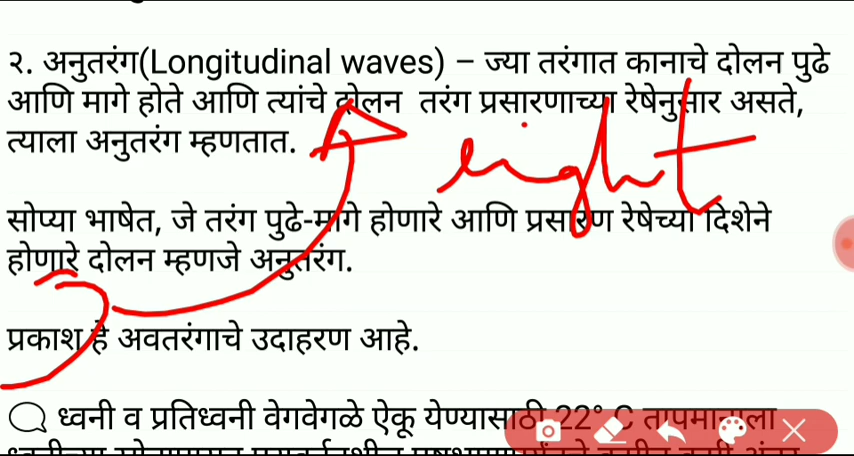 २. अनुतरंग(Longitudinal waves) – ज्या तरंगात कानाचे दोलन पुढे
आणि मागे होते आणि त्यांचे दोलन तरंग प्रसारणाच्या रेषेनुसार असते,
त्याला अनुतरंग म्हणतात.
right
सोप्या भाषेत, जे तरंग पुढे-मागे होणारे आणि प्रसारण रेषेच्या दिशेने
होणारे दोलन म्हणजे अनुतरंग.
प्रकाश हे अवतरंगाचे उदाहरण आहे.
ध्वनी व प्रतिध्वनी वेगवेगळे ऐकू येण्यासाठी 22° C तापमानाला